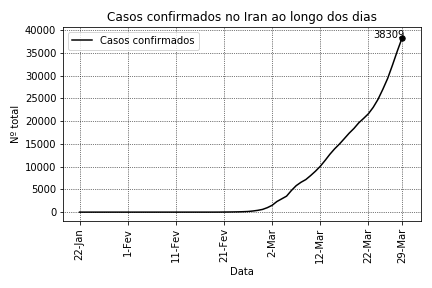 Casos confirmados no Iran ao longo dos dias
Casos confirmados
38309
Nº total
40000
35000
30000
25000
20000
15000
10000
5000
0
22-Jan
1-Fev
11-Fev
21-Fev
2-Mar
12-Mar
22-Mar
29-Mar
Data